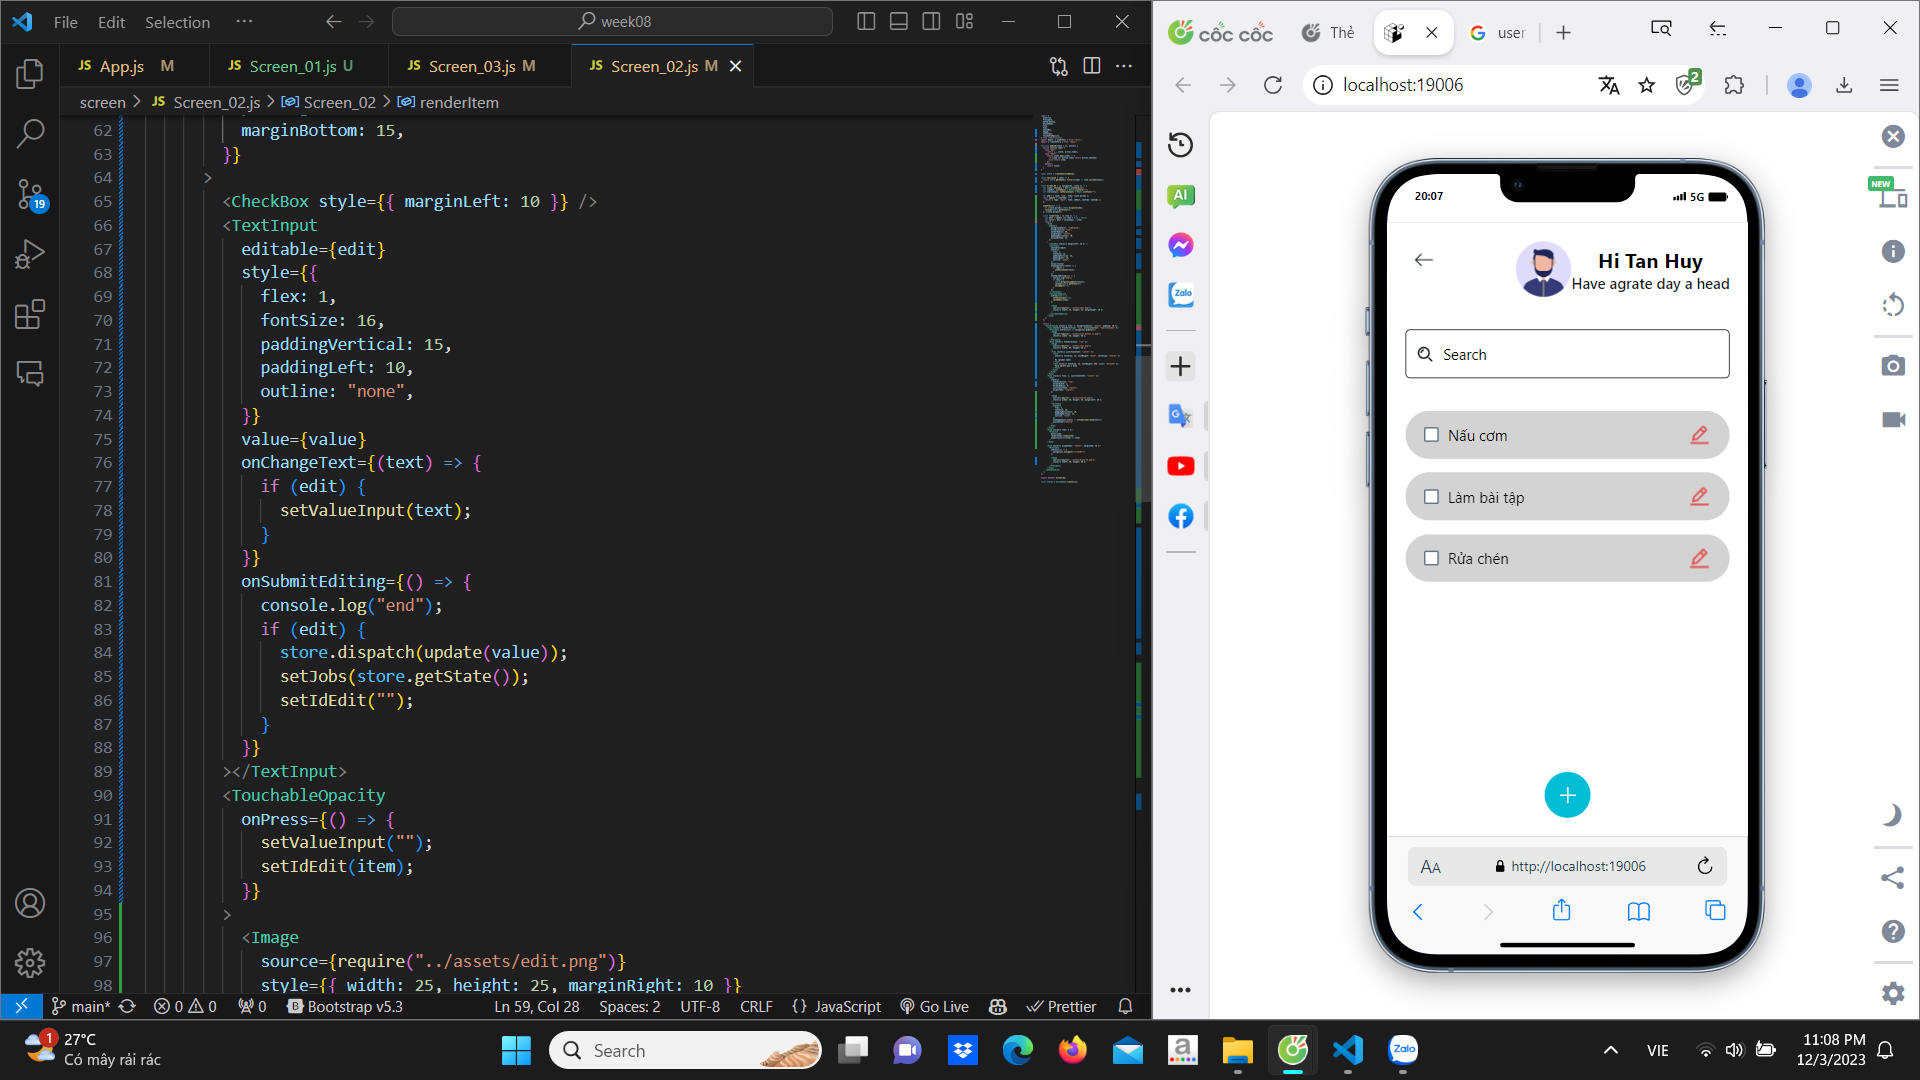 File Edit Selection ··· week08
JS App.js M JS Screen_01.js U JS Screen_03.js M JS Screen_02.js M
screen > JS Screen_02.js > Screen_02 > renderItem
62 marginBottom: 15,
63 }}
64 >
65 <CheckBox style={{ marginLeft: 10 }} />
66 <TextInput
67 editable={edit}
68 style={{
69 flex: 1,
70 fontSize: 16,
71 paddingVertical: 15,
72 paddingLeft: 10,
73 outline: "none",
74 }}
75 value={value}
76 onChangeText={(text) => {
77 if (edit) {
78 setValueInput(text);
79 }
80 }}
81 onSubmitEditing={() => {
82 console.log("end");
83 if (edit) {
84 store.dispatch(update(value));
85 setJobs(store.getState());
86 setIdEdit("");
87 }
88 }}
89 ></TextInput>
90 <TouchableOpacity
91 onPress={() => {
92 setValueInput("");
93 setIdEdit(item);
94 }}
95 >
96 <Image
97 source={require("../assets/edit.png")}
98 style={{ width: 25, height: 25, marginRight: 10 }}
19
main* 0 0 0 Bootstrap v5.3 Ln 59, Col 28 Spaces: 2 UTF-8 CRLF {} JavaScript Go Live Prettier
cốc cốc Thẻ user
localhost:19006 2
AI
Zalo
NEW
20:07 5G
Hi Tan Huy
Have agrate day a head
Search
Nấu cơm
Làm bài tập
Rửa chén
+
AA http://localhost:19006
1 27°C
Có mây rải rác
Search
a
Zalo
VIE
11:08 PM
12/3/2023